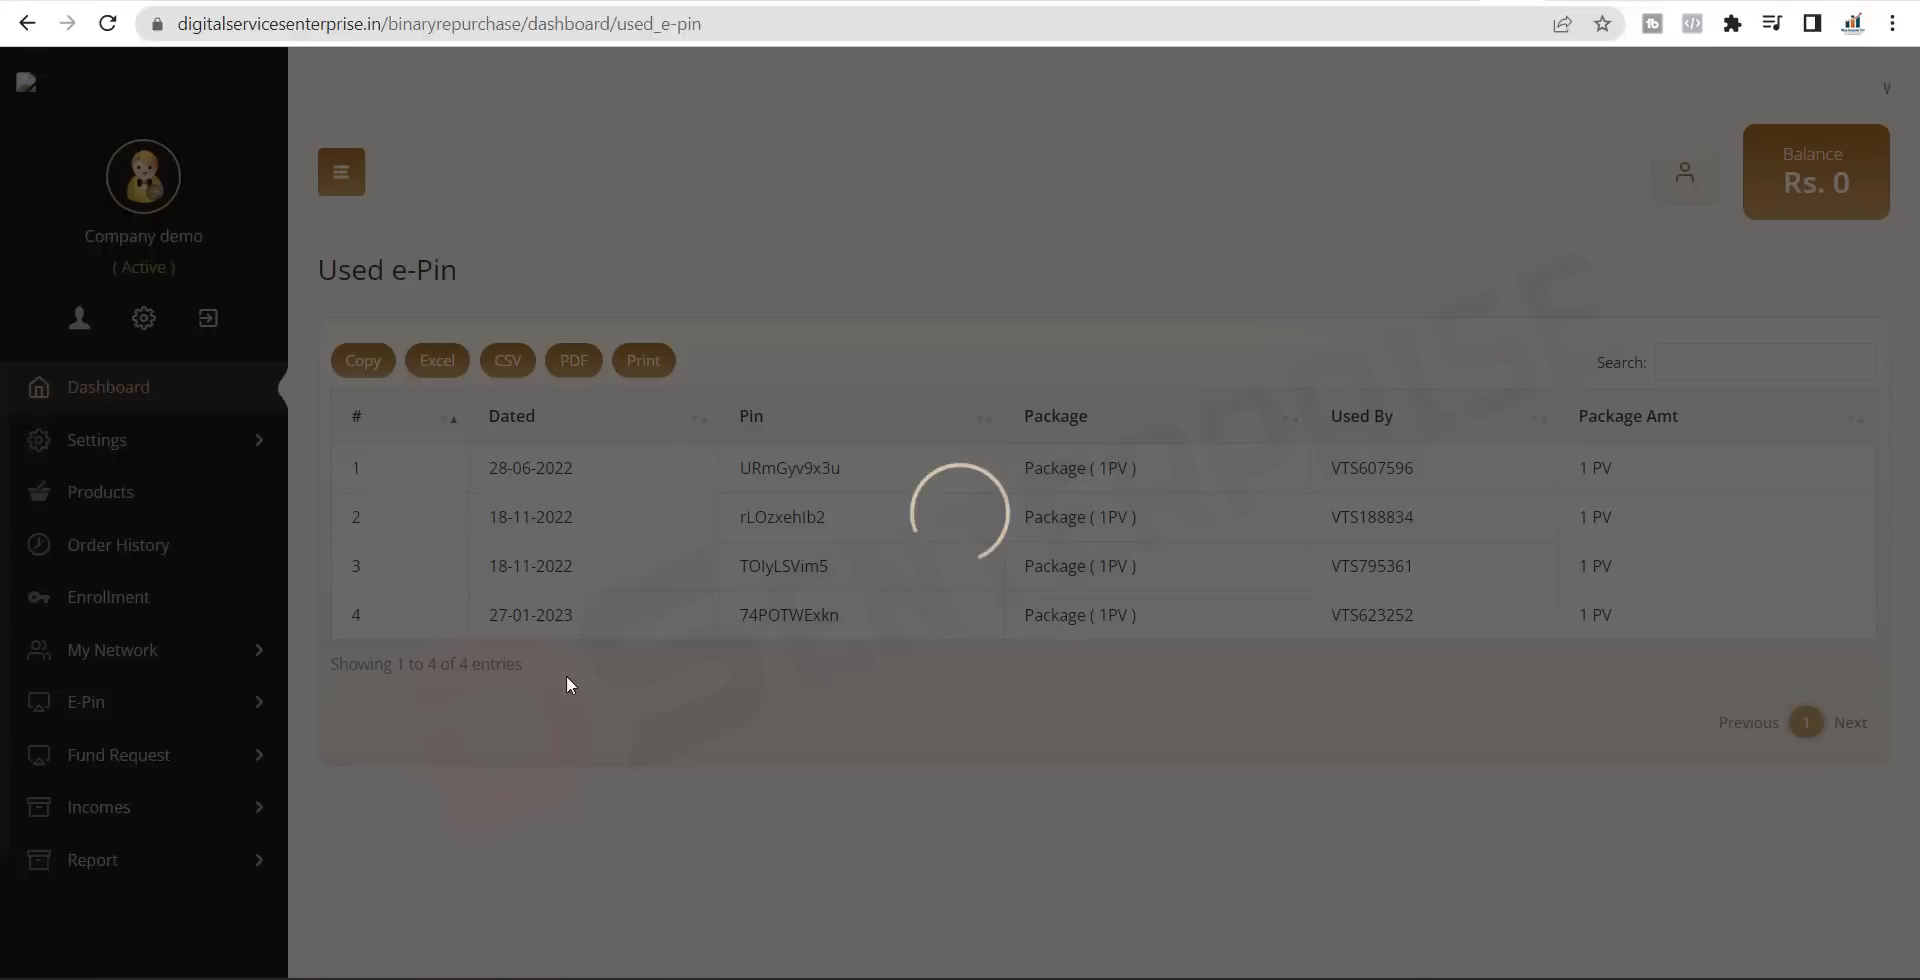 digitalservicesenterprise.in/binaryrepurchase/dashboard/used_e-pin
Company demo
( Active )
Dashboard
Settings
Products
Order History
Enrollment
My Network
E-Pin
Fund Request
Incomes
Report
Balance
Rs. 0
Used e-Pin
Copy Excel CSV PDF Print
Search:
# Dated Pin Package Used By Package Amt
1 28-06-2022 URmGyv9x3u Package ( 1PV ) VTS607596 1 PV
2 18-11-2022 rLOzxehIb2 Package ( 1PV ) VTS188834 1 PV
3 18-11-2022 TOIyLSVim5 Package ( 1PV ) VTS795361 1 PV
4 27-01-2023 74POTWExkn Package ( 1PV ) VTS623252 1 PV
Showing 1 to 4 of 4 entries
Previous 1 Next
DS ENTERPRISE